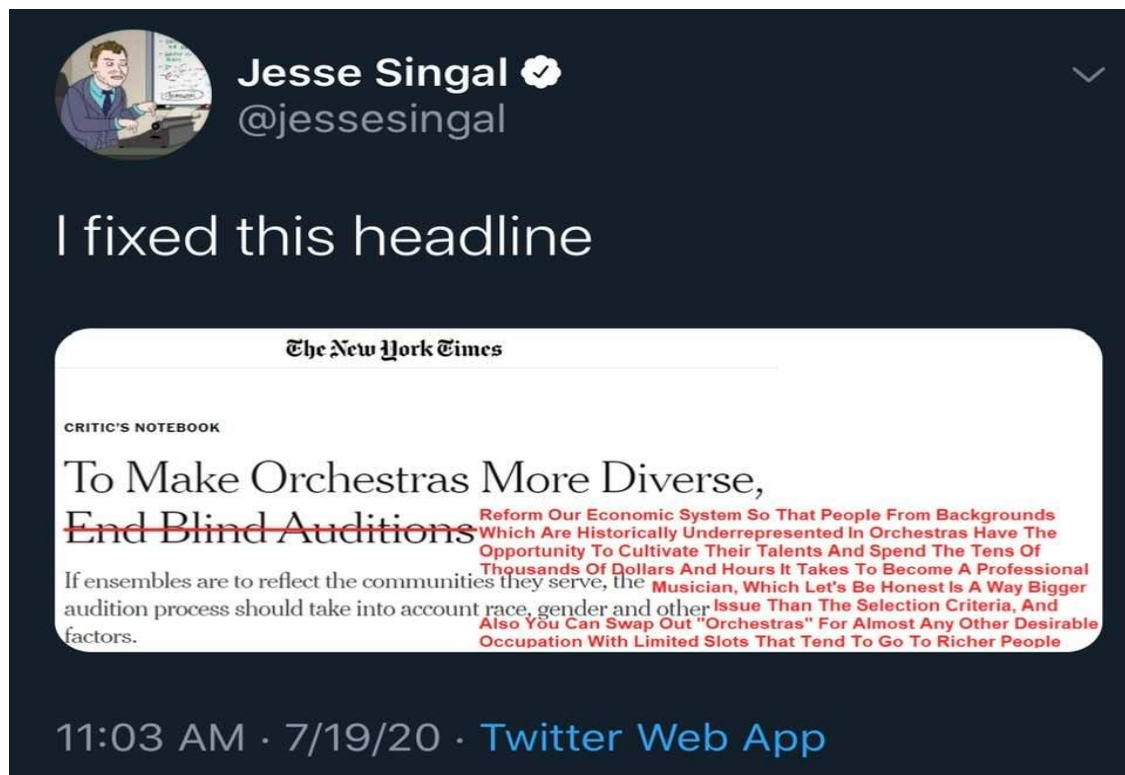 Jesse Singal
@jessesingal
I fixed this headline
The New York Times
CRITIC'S NOTEBOOK
To Make Orchestras More Diverse,
End Blind Auditions
Reform Our Economic System So That People From Backgrounds
Which Are Historically Underrepresented In Orchestras Have The
Opportunity To Cultivate Their Talents And Spend The Tens Of
Thousands Of Dollars And Hours It Takes To Become A Professional
Musician, Which Let's Be Honest Is A Way Bigger
Issue Than The Selection Criteria, And
Also You Can Swap Out "Orchestras" For Almost Any Other Desirable
Occupation With Limited Slots That Tend To Go To Richer People
If ensembles are to reflect the communities they serve, the
audition process should take into account race, gender and other
factors.
11:03 AM · 7/19/20 · Twitter Web App